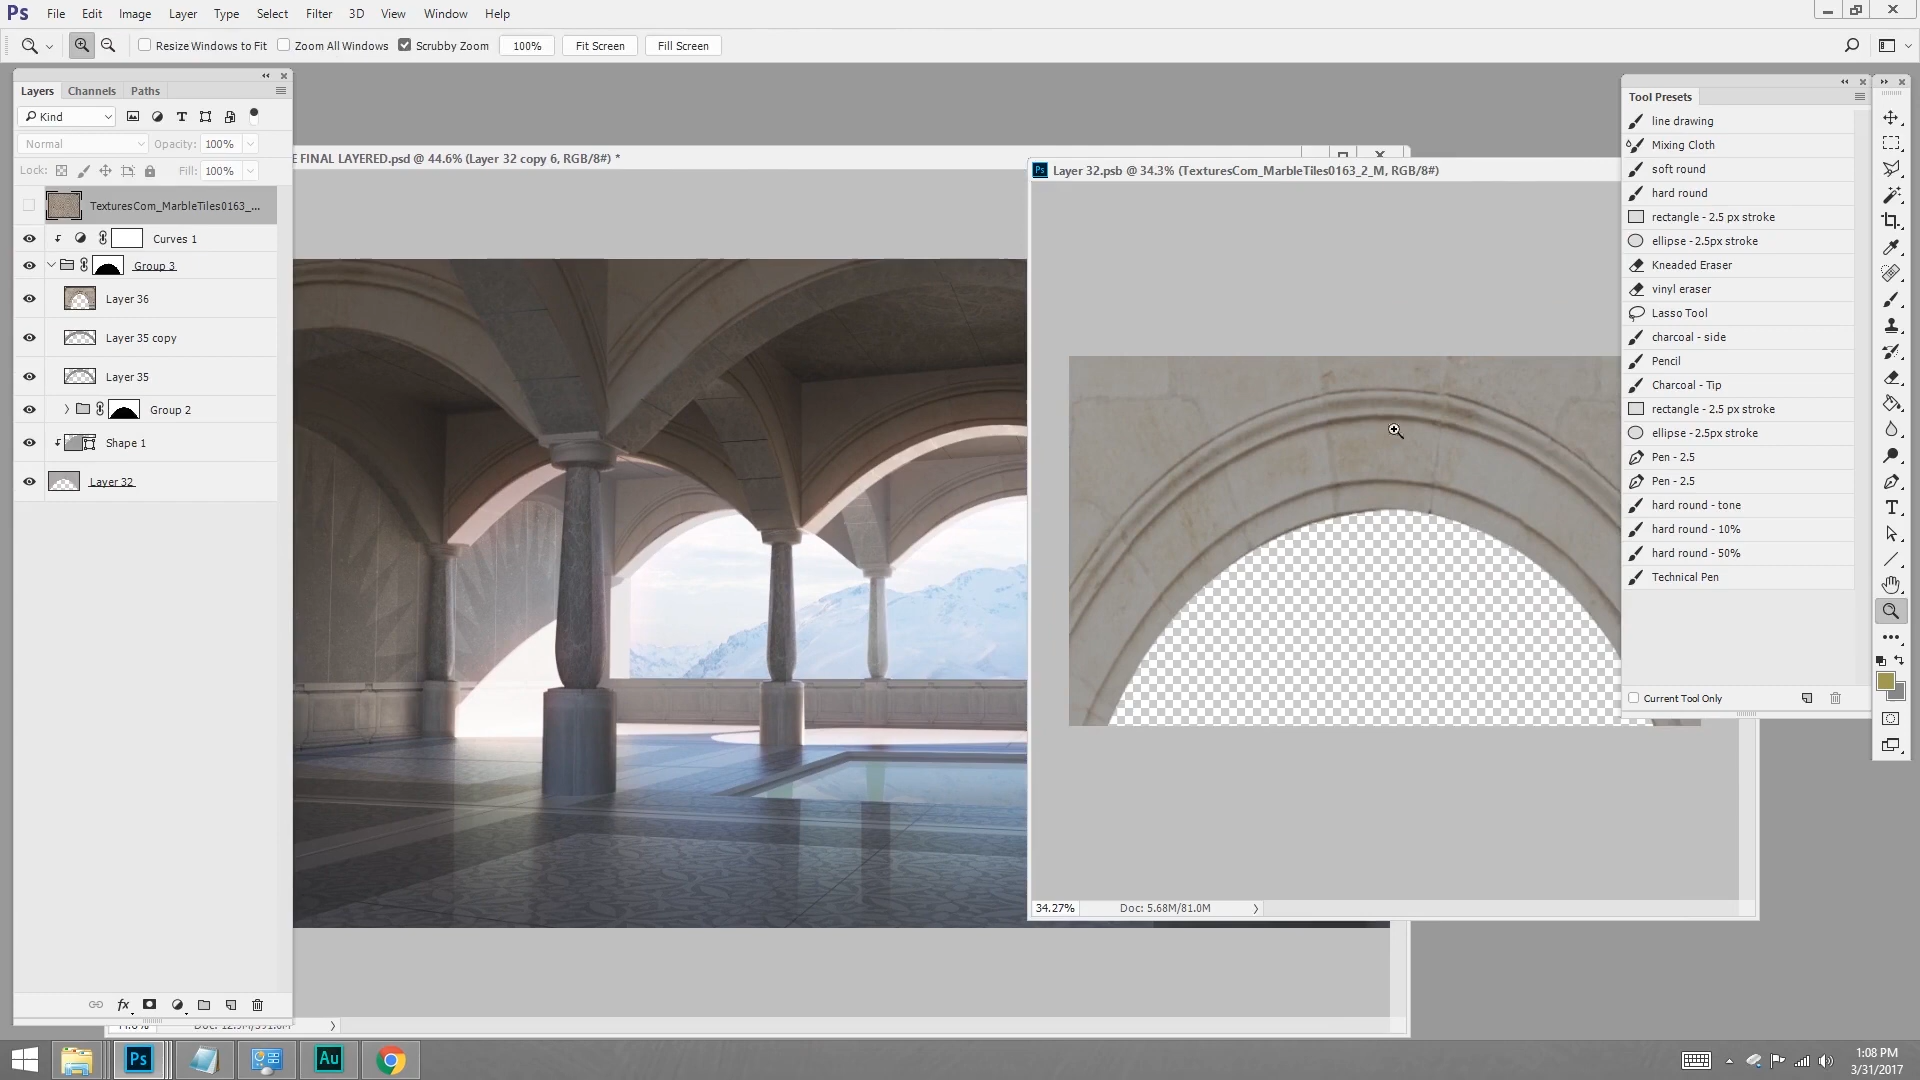 Ps File Edit Image Layer Type Select Filter 3D View Window Help
Resize Windows to Fit Zoom All Windows Scrubby Zoom 100% Fit Screen Fill Screen
Layers Channels Paths
Kind
Normal Opacity: 100%
Lock: Fill: 100%
TexturesCom_MarbleTiles0163_...
Curves 1
Group 3
Layer 36
Layer 35 copy
Layer 35
Group 2
Shape 1
Layer 32
fx
E FINAL LAYERED.psd @ 44.6% (Layer 32 copy 6, RGB/8#) *
Ps Layer 32.psb @ 34.3% (TexturesCom_MarbleTiles0163_2_M, RGB/8#)
34.27% Doc: 5.68M/81.0M
Tool Presets
line drawing
Mixing Cloth
soft round
hard round
rectangle - 2.5 px stroke
ellipse - 2.5px stroke
Kneaded Eraser
vinyl eraser
Lasso Tool
charcoal - side
Pencil
Charcoal - Tip
rectangle - 2.5 px stroke
ellipse - 2.5px stroke
Pen - 2.5
Pen - 2.5
hard round - tone
hard round - 10%
hard round - 50%
Technical Pen
Current Tool Only
Ps
Au
1:08 PM
3/31/2017